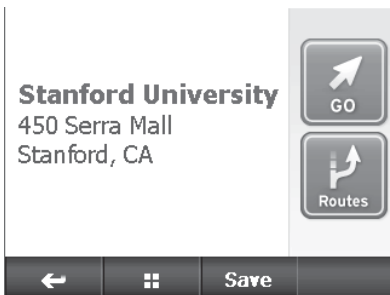 Stanford University
450 Serra Mall
Stanford, CA
GO
Routes
Save